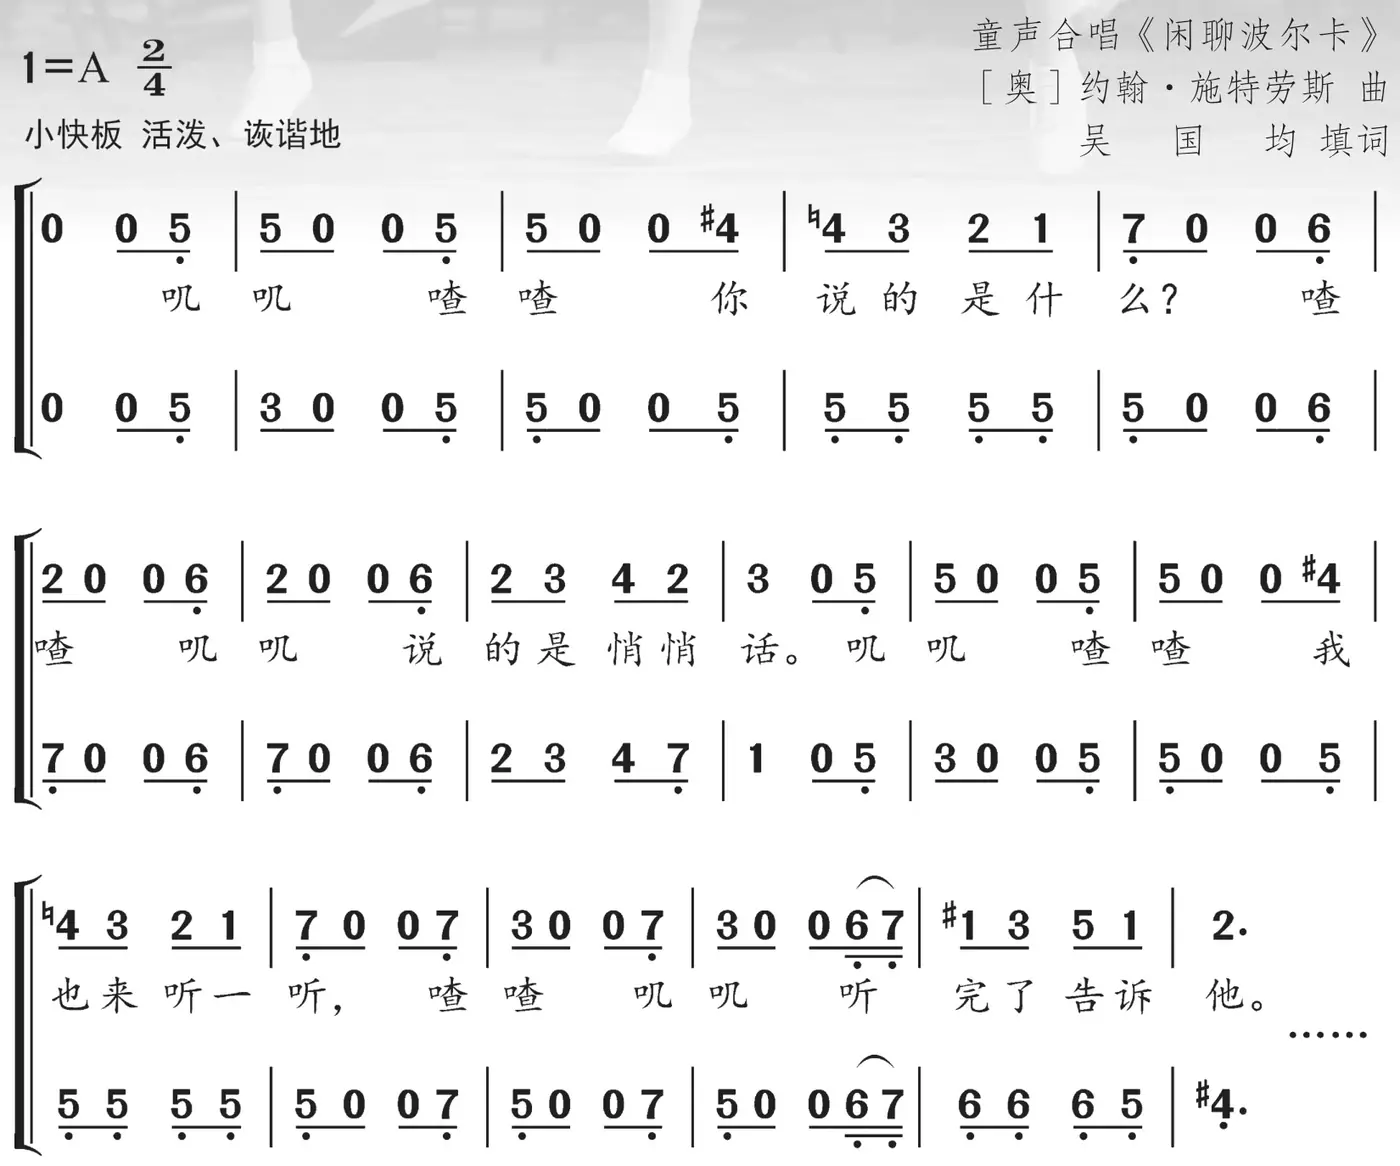 童声合唱《闲聊波尔卡》
1=A 2/4
［奥］约翰·施特劳斯 曲
小快板 活泼、诙谐地
吴国均 填词
0 0 5̣ | 5 0 0 5̣ | 5 0 0 #4 | ♮4 3 2 1 | 7̣ 0 0 6̣ |
叽 叽 喳 喳 你 说 的 是 什 么？ 喳
0 0 5̣ | 3 0 0 5̣ | 5̣ 0 0 5̣ | 5̣ 5̣ 5̣ 5̣ | 5̣ 0 0 6̣ |
2 0 0 6̣ | 2 0 0 6̣ | 2 3 4 2 | 3 0 5̣ | 5 0 0 5̣ | 5 0 0 #4 |
喳 叽 叽 说 的 是 悄 悄 话。 叽 叽 喳 喳 我
7̣ 0 0 6̣ | 7̣ 0 0 6̣ | 2 3 4 7̣ | 1 0 5̣ | 3 0 0 5̣ | 5̣ 0 0 5̣ |
♮4 3 2 1 | 7̣ 0 0 7̣ | 3 0 0 7̣ | 3 0 0 6̣ 7̣ | #1 3 5 1 | 2.
也 来 听 一 听， 喳 喳 叽 叽 听 完 了 告 诉 他。 ……
5̣ 5̣ 5̣ 5̣ | 5̣ 0 0 7̣ | 5̣ 0 0 7̣ | 5̣ 0 0 6̣ 7̣ | 6̣ 6̣ 6̣ 5̣ | #4̣.